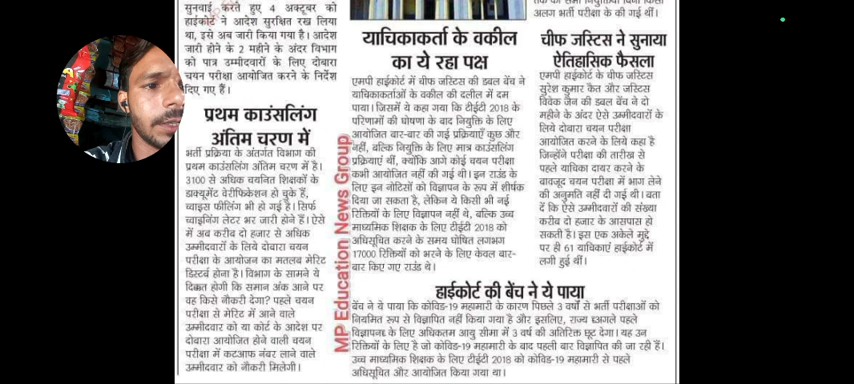 सुनवाई करते हुए 4 अक्टूबर को
हाईकोर्ट ने आदेश सुरक्षित रख लिया
था, इसे अब जारी किया गया है। आदेश
जारी होने के 2 महीने के अंदर विभाग
को पात्र उम्मीदवारों के लिए दोबारा
चयन परीक्षा आयोजित करने के निर्देश
दिए गए हैं।
प्रथम काउंसलिंग
अंतिम चरण में
भर्ती प्रक्रिया के अंतर्गत विभाग की
प्रथम काउंसलिंग अंतिम चरण में है।
3100 से अधिक चयनित शिक्षकों के
डाक्यूमेंट वेरीफिकेशन हो चुके हैं,
च्वाइस फीलिंग भी हो गई है। सिर्फ
ज्वाइनिंग लेटर भर जारी होने हैं। ऐसे
में अब करीब दो हजार से अधिक
उम्मीदवारों के लिये दोबारा चयन
परीक्षा के आयोजन का मतलब मेरिट
डिस्टर्ब होना है। विभाग के सामने ये
दिक्कत होगी कि समान अंक आने पर
वह किसे नौकरी देगा? पहले चयन
परीक्षा से मेरिट में आने वाले
उम्मीदवार को या कोर्ट के आदेश पर
दोबारा आयोजित होने वाली चयन
परीक्षा में कटआफ नंबर लाने वाले
उम्मीदवार को नौकरी मिलेगी।
याचिकाकर्ता के वकील
का ये रहा पक्ष
एमपी हाईकोर्ट में चीफ जस्टिस की डबल बेंच ने
याचिकाकर्ताओं के वकील की दलील में दम
पाया। जिसमें ये कहा गया कि टीईटी 2018 के
परिणामों की घोषणा के बाद नियुक्ति के लिए
आयोजित बार-बार की गई प्रक्रियाएँ कुछ और
नहीं, बल्कि नियुक्ति के लिए मात्र काउंसलिंग
प्रक्रियाएं थीं, क्योंकि आगे कोई चयन परीक्षा
कभी आयोजित नहीं की गई थी। इन राउंड के
लिए इन नोटिसों को विज्ञापन के रूप में शीर्षक
दिया जा सकता है, लेकिन ये किसी भी नई
रिक्तियों के लिए विज्ञापन नहीं थे, बल्कि उच्च
माध्यमिक शिक्षक के लिए टीईटी 2018 को
अधिसूचित करने के समय घोषित लगभग
17000 रिक्तियों को भरने के लिए केवल बार-
बार किए गए राउंड थे।
अलग भर्ती परीक्षा के की गई थीं।
चीफ जस्टिस ने सुनाया
ऐतिहासिक फैसला
एमपी हाईकोर्ट के चीफ जस्टिस
सुरेश कुमार कैत और जस्टिस
विवेक जैन की डबल बेंच ने दो
महीने के अंदर ऐसे उम्मीदवारों के
लिये दोबारा चयन परीक्षा
आयोजित करने के लिये कहा है
जिन्होंने परीक्षा की तारीख से
पहले याचिका दायर करने के
बावजूद चयन परीक्षा में भाग लेने
की अनुमति नहीं दी गई थी। बता
दें कि ऐसे उम्मीदवारों की संख्या
करीब दो हजार के आसपास हो
सकती है। इस एक अकेले मुद्दे
पर ही 61 याचिकाएं हाईकोर्ट में
लगी हुई थीं।
हाईकोर्ट की बेंच ने ये पाया
बेंच ने ये पाया कि कोविड-19 महामारी के कारण पिछले 3 वर्षों से भर्ती परीक्षाओं को
नियमित रूप से विज्ञापित नहीं किया गया है और इसलिए, राज्य अगले पहले
विज्ञापन के लिए अधिकतम आयु सीमा में 3 वर्ष की अतिरिक्त छूट देगा। यह उन
रिक्तियों के लिए है जो कोविड-19 महामारी के बाद पहली बार विज्ञापित की जा रही हैं।
उच्च माध्यमिक शिक्षक के लिए टीईटी 2018 को कोविड-19 महामारी से पहले
अधिसूचित और आयोजित किया गया था।
MP Education News Group